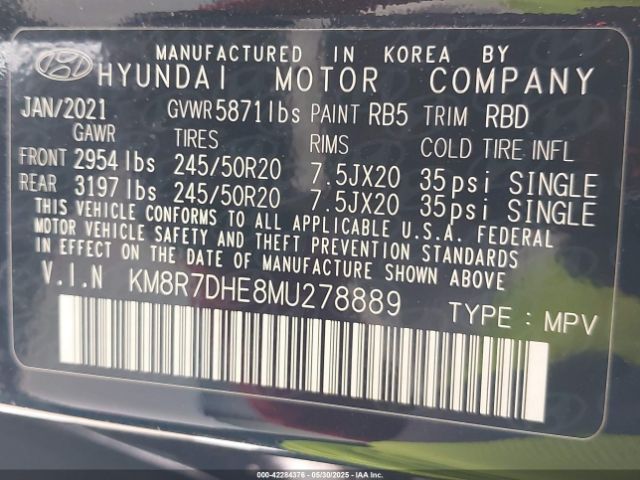 MANUFACTURED IN KOREA BY
HYUNDAI MOTOR COMPANY
JAN/2021 GVWR 5871 lbs PAINT RB5 TRIM RBD
GAWR TIRES RIMS COLD TIRE INFL
FRONT 2954 lbs 245/50R20 7.5JX20 35psi SINGLE
REAR 3197 lbs 245/50R20 7.5JX20 35psi SINGLE
THIS VEHICLE CONFORMS TO ALL APPLICABLE U.S.A. FEDERAL
MOTOR VEHICLE SAFETY AND THEFT PREVENTION STANDARDS
IN EFFECT ON THE DATE OF MANUFACTURE SHOWN ABOVE.
V.I.N KM8R7DHE8MU278889 TYPE : MPV
© 42284376 - 05/30/2025 - IAA, Inc.